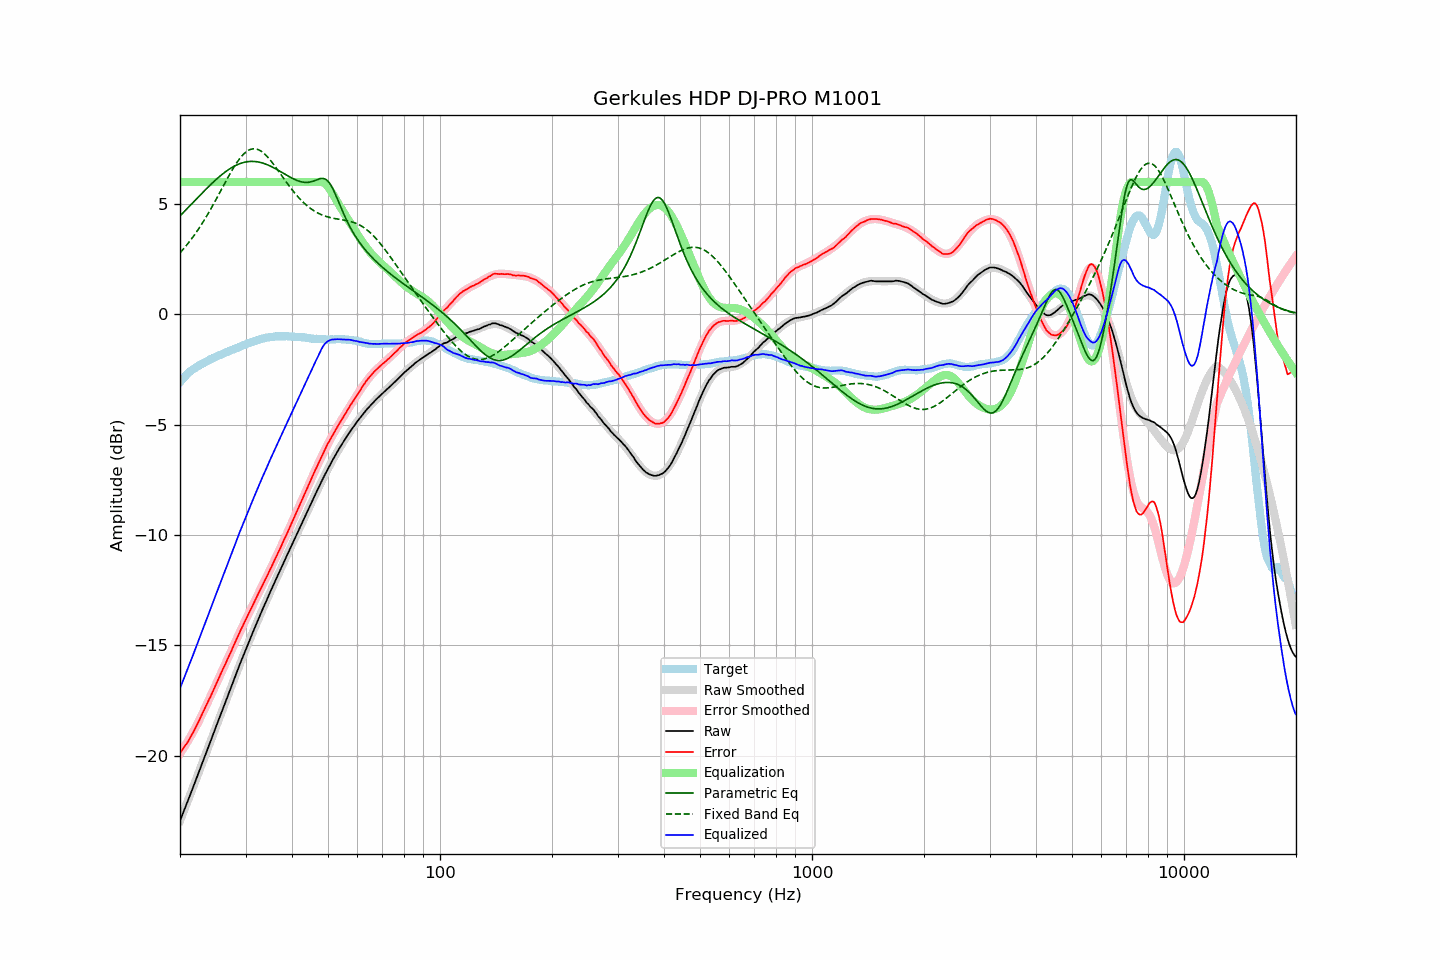 Gerkules HDP DJ-PRO M1001
Amplitude (dBr)
5
0
−5
−10
−15
−20
Target
Raw Smoothed
Error Smoothed
Raw
Error
Equalization
Parametric Eq
Fixed Band Eq
Equalized
100
1000
10000
Frequency (Hz)